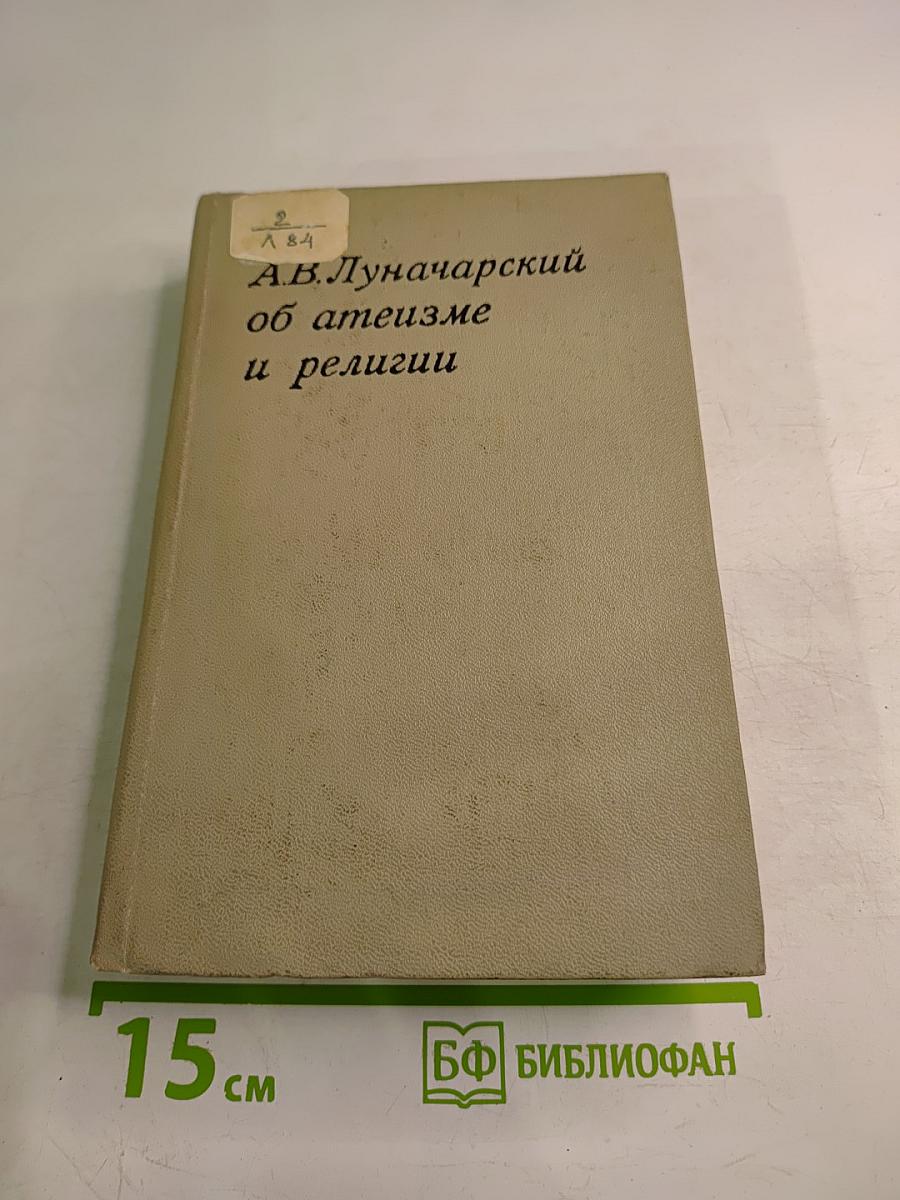 2
Л 84
А.В.Луначарский
об атеизме
и религии
15 см
БФ БИБЛИОФАН